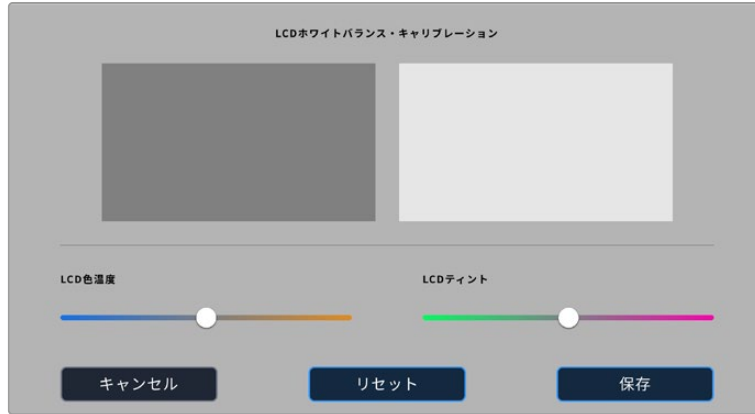 LCDホワイトバランス・キャリブレーション
LCD色温度
LCDティント
キャンセル
リセット
保存